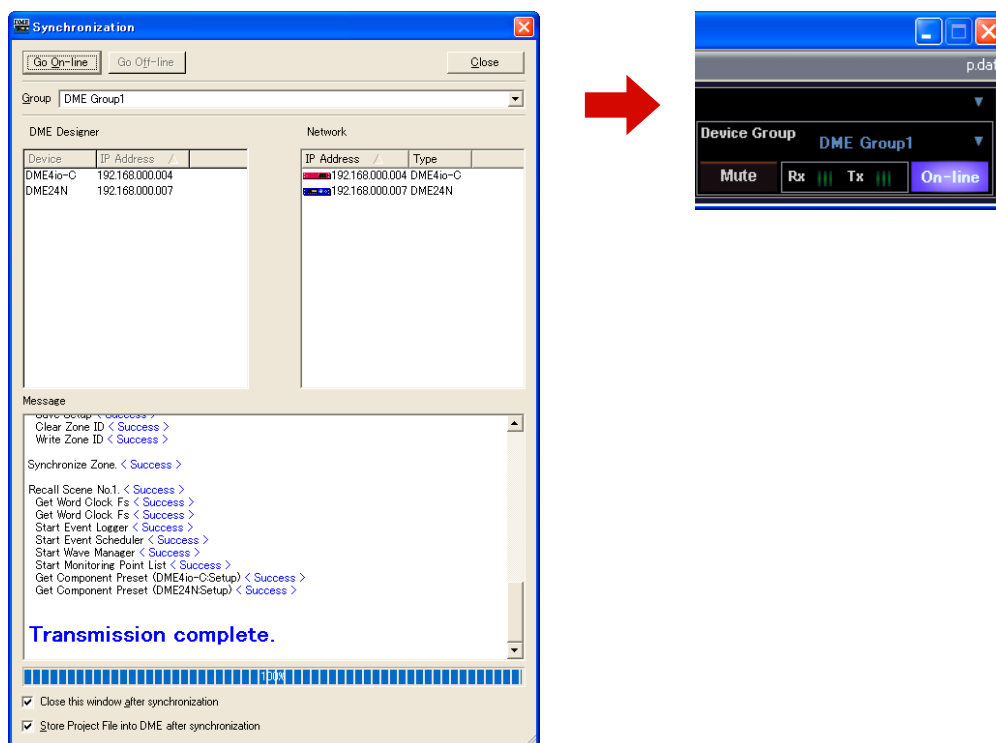 Synchronization
Go On-line Go Off-line Close
Group DME Group1
DME Designer Network
Device IP Address IP Address Type
DME4io-C 192.168.000.004 192.168.000.004 DME4io-C
DME24N 192.168.000.007 192.168.000.007 DME24N
Message
Save Setup < Success >
Clear Zone ID < Success >
Write Zone ID < Success >
Synchronize Zone. < Success >
Recall Scene No.1. < Success >
Get Word Clock Fs < Success >
Get Word Clock Fs < Success >
Start Event Logger < Success >
Start Event Scheduler < Success >
Start Wave Manager < Success >
Start Monitoring Point List < Success >
Get Component Preset (DME4io-C:Setup) < Success >
Get Component Preset (DME24N:Setup) < Success >
Transmission complete.
100%
Close this window after synchronization
Store Project File into DME after synchronization
p.daf
Device Group DME Group1
Mute Rx Tx On-line